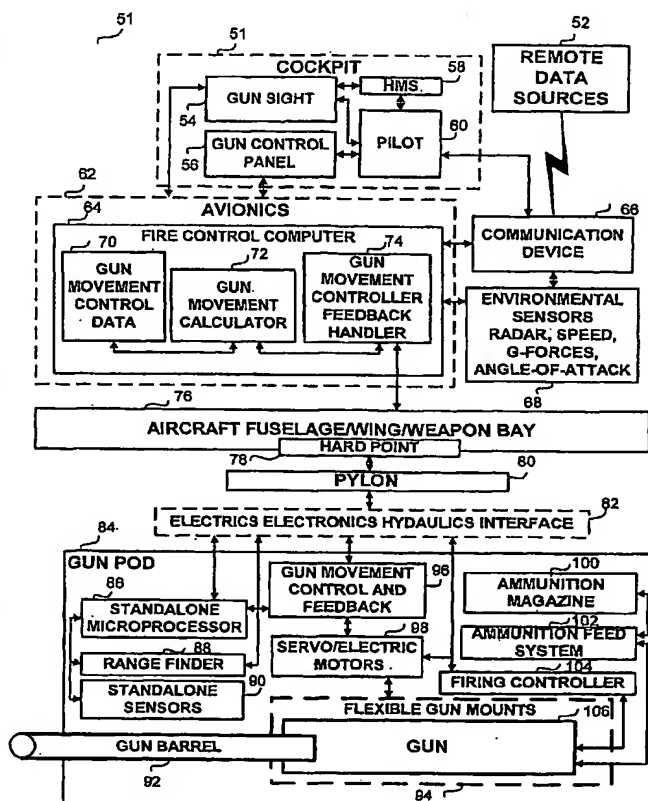 51
51
52
COCKPIT
58
REMOTE
DATA
SOURCES
GUN SIGHT
HMS
54
60
GUN CONTROL
PANEL
PILOT
56
62
64
AVIONICS
66
FIRE CONTROL COMPUTER
COMMUNICATION
DEVICE
70
72
74
GUN
MOVEMENT
CONTROL
DATA
GUN
MOVEMENT
CALCULATOR
GUN
MOVEMENT
CONTROLLER
FEEDBACK
HANDLER
ENVIRONMENTAL
SENSORS
RADAR, SPEED,
G-FORCES,
ANGLE-OF-ATTACK
68
76
AIRCRAFT FUSELAGE/WING/WEAPON BAY
HARD POINT
78
80
PYLON
82
ELECTRICS ELECTRONICS HYDAULICS INTERFACE
84
GUN POD
86
96
100
GUN MOVEMENT
CONTROL AND
FEEDBACK
AMMUNITION
MAGAZINE
STANDALONE
MICROPROCESSOR
88
98
102
AMMUNITION FEED
SYSTEM
RANGE FINDER
SERVO/ELECTRIC
MOTORS
90
104
STANDALONE
SENSORS
FIRING CONTROLLER
FLEXIBLE GUN MOUNTS
106
GUN BARREL
GUN
92
94